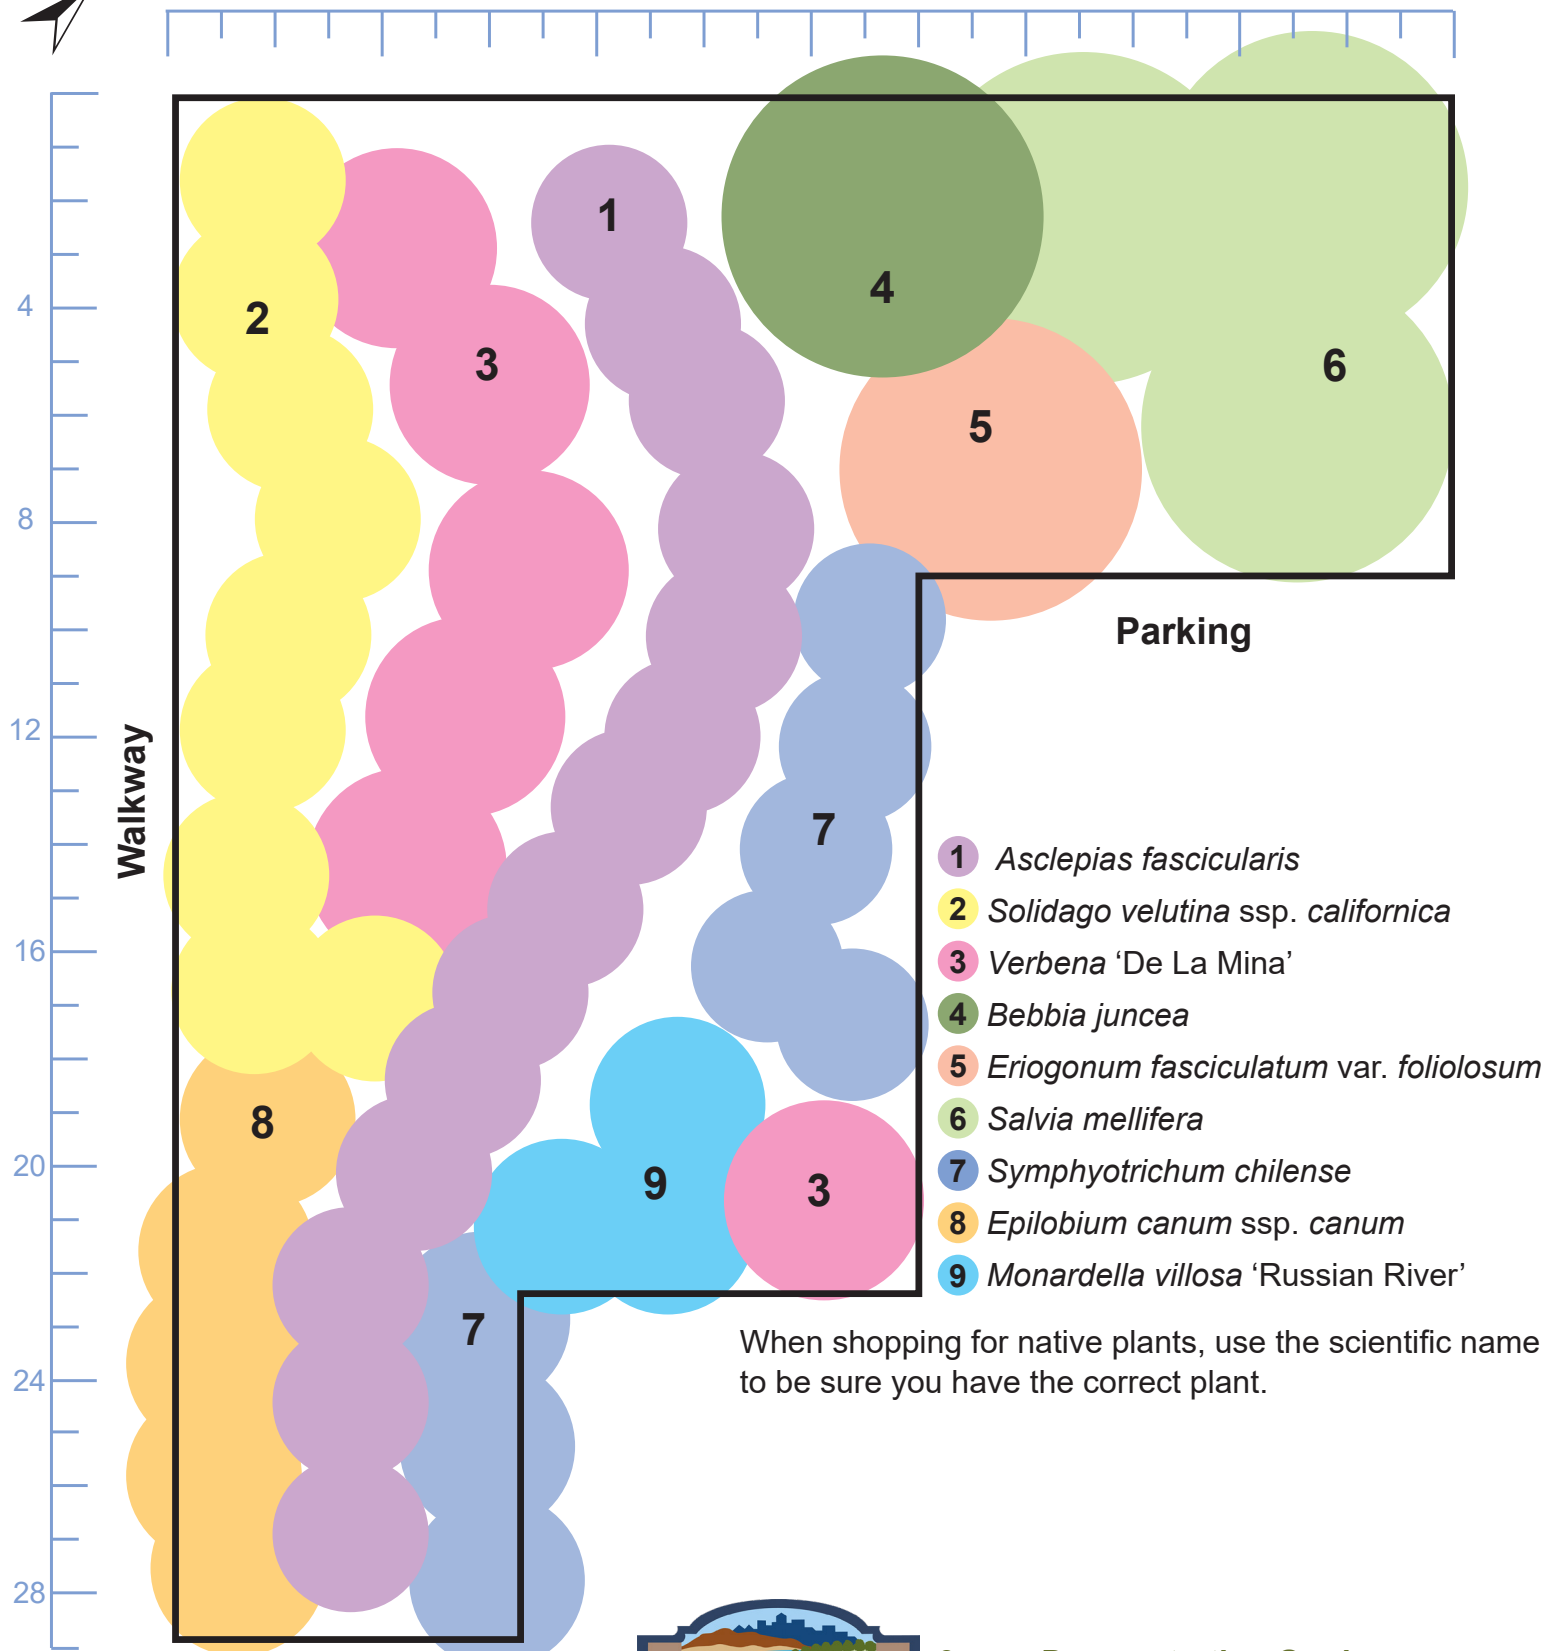 1
4
2
4
3
6
5
8
Parking
12
Walkway
7
1 Asclepias fascicularis
2 Solidago velutina ssp. californica
16
3 Verbena ‘De La Mina’
4 Bebbia juncea
5 Eriogonum fasciculatum var. foliolosum
8
6 Salvia mellifera
20
9
3
7 Symphyotrichum chilense
8 Epilobium canum ssp. canum
9 Monardella villosa ‘Russian River’
7
When shopping for native plants, use the scientific name
24
to be sure you have the correct plant.
28